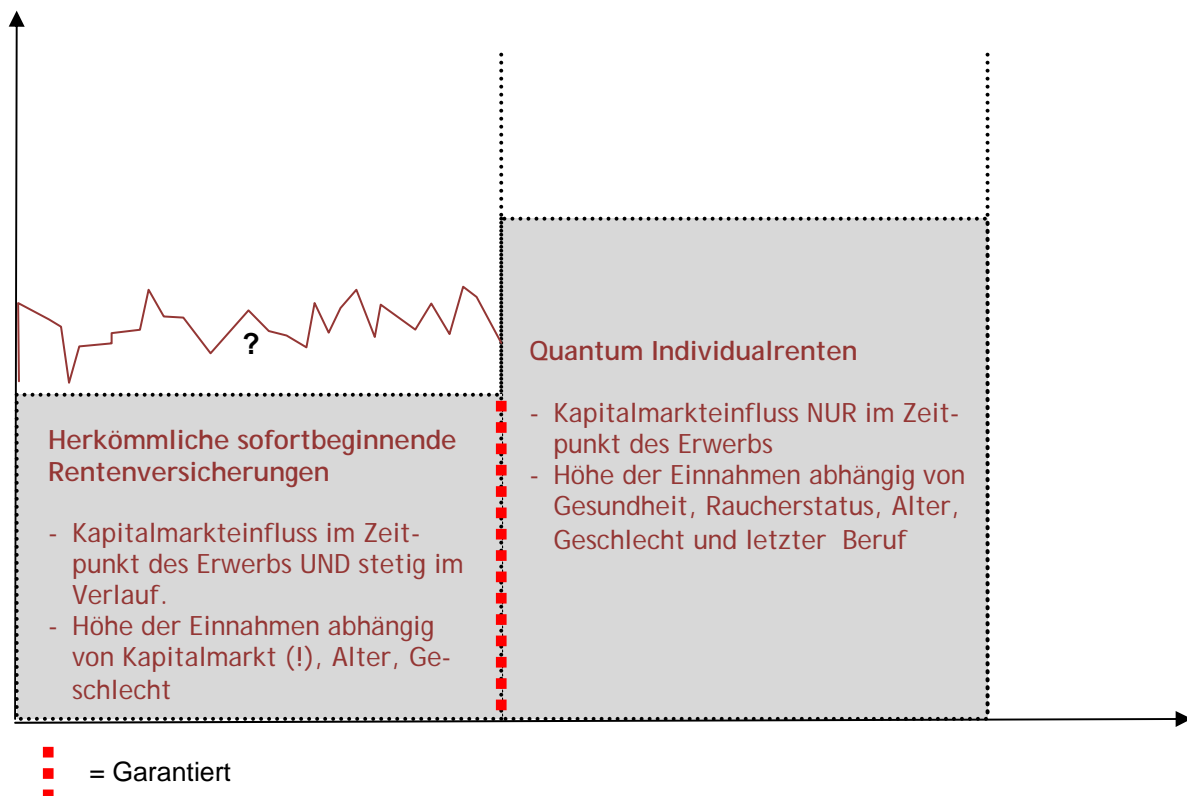 ?
Herkömmliche sofortbeginnende
Rentenversicherungen
- Kapitalmarkteinfluss im Zeit-
punkt des Erwerbs UND stetig im
Verlauf.
- Höhe der Einnahmen abhängig
von Kapitalmarkt (!), Alter, Ge-
schlecht
Quantum Individualrenten
- Kapitalmarkteinfluss NUR im Zeit-
punkt des Erwerbs
- Höhe der Einnahmen abhängig von
Gesundheit, Raucherstatus, Alter,
Geschlecht und letzter Beruf
= Garantiert